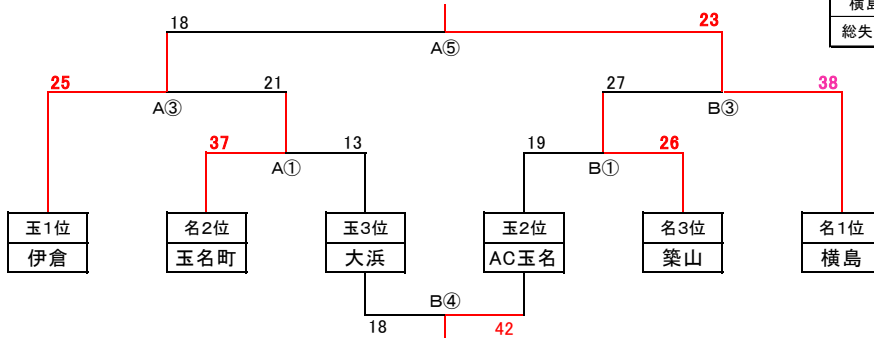 横島
総失
18 23
A⑤
25 21 27 38
A③ B③
37 13 19 26
A① B①
玉1位 名2位 玉3位 玉2位 名3位 名1位
伊倉 玉名町 大浜 AC玉名 築山 横島
B④
18 42